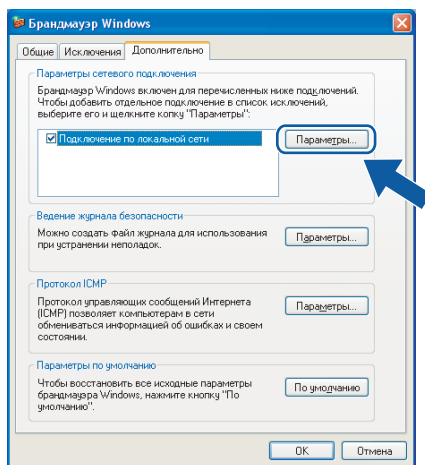 Брандмауэр Windows
Общие Исключения Дополнительно
Параметры сетевого подключения
Брандмауэр Windows включен для перечисленных ниже подключений.
Чтобы добавить отдельное подключение в список исключений,
выберите его и щелкните копку "Параметры":
Подключение по локальной сети
Параметры...
Ведение журнала безопасности
Можно создать файл журнала для использования
при устранении неполадок.
Параметры...
Протокол ICMP
Протокол управляющих сообщений Интернета
(ICMP) позволяет компьютерам в сети
обмениваться информацией об ошибках и своем
состоянии.
Параметры...
Параметры по умолчанию
Чтобы восстановить все исходные параметры
брандмауэра Windows, нажмите кнопку "По
умолчанию".
По умолчанию
OK Отмена